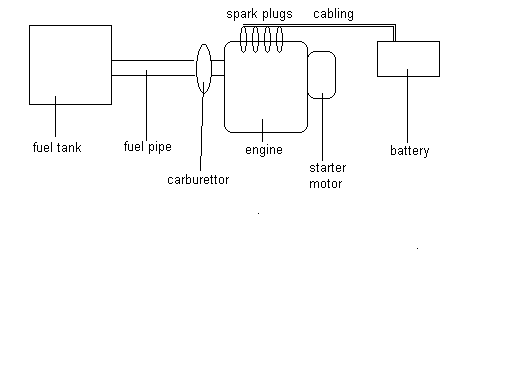 spark plugs cabling
fuel tank
fuel pipe
carburettor
engine
starter
motor
battery